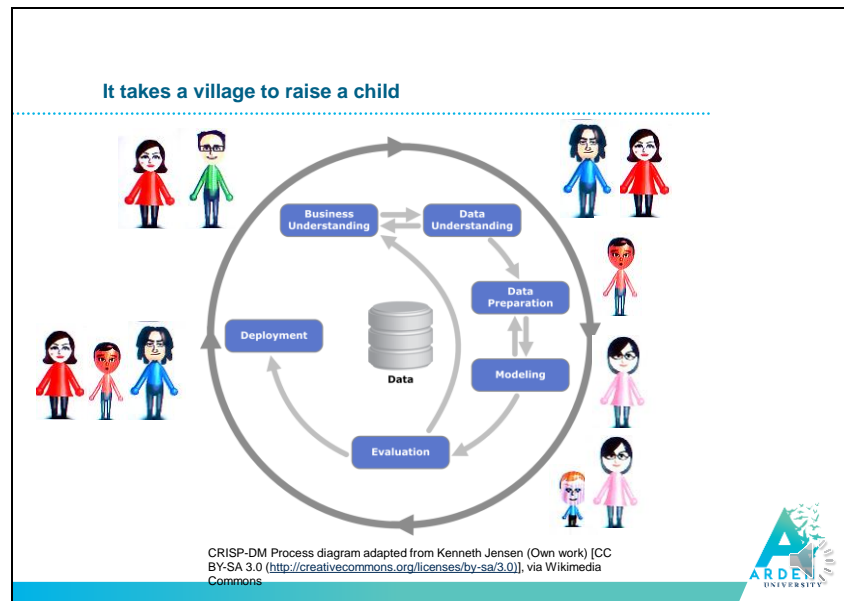 It takes a village to raise a child
Business
Understanding
Data
Understanding
Data
Preparation
Deployment
Data
Modeling
Evaluation
CRISP-DM Process diagram adapted from Kenneth Jensen (Own work) [CC
BY-SA 3.0 (http://creativecommons.org/licenses/by-sa/3.0)], via Wikimedia
Commons
ARDE
UNIVERSITY